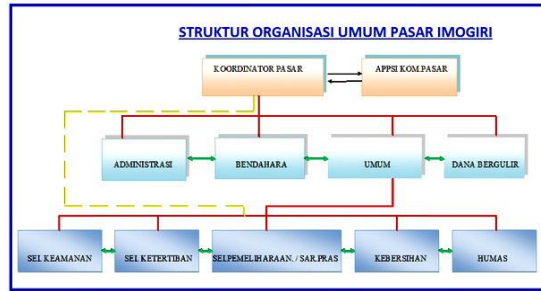 STRUKTUR ORGANISASI UMUM PASAR IMOGIRI
KOORDINATOR PASAR
APPSI KOM.PASAR
ADMINISTRASI
BENDAHARA
UMUM
DANA BERGULIR
SEI.KEAMANAN
SEI.KETERTIBAN
SEI.PEMELIHARAAN. / SAR.PRAS
KEBERSIHAN
HUMAS